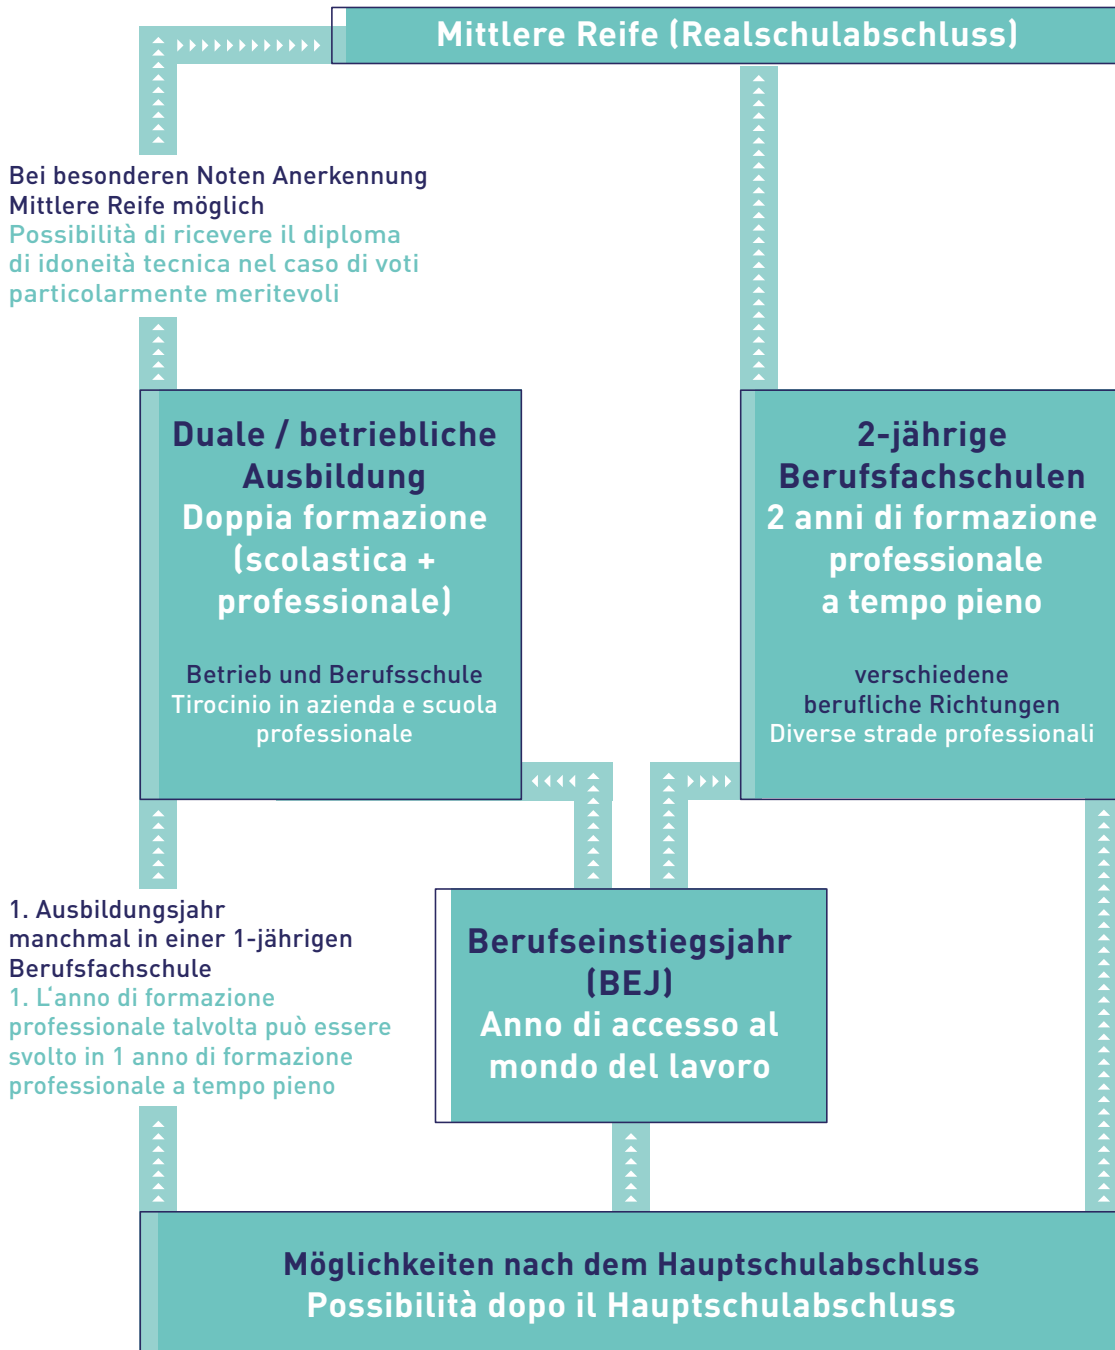 Mittlere Reife (Realschulabschluss)
Bei besonderen Noten Anerkennung
Mittlere Reife möglich
Possibilità di ricevere il diploma
di idoneità tecnica nel caso di voti
particolarmente meritevoli
Duale / betriebliche
Ausbildung
Doppia formazione
(scolastica +
professionale)
Betrieb und Berufsschule
Tirocinio in azienda e scuola
professionale
2-jährige
Berufsfachschulen
2 anni di formazione
professionale
a tempo pieno
verschiedene
berufliche Richtungen
Diverse strade professionali
1. Ausbildungsjahr
manchmal in einer 1-jährigen
Berufsfachschule
1. L‘anno di formazione
professionale talvolta può essere
svolto in 1 anno di formazione
professionale a tempo pieno
Berufseinstiegsjahr
(BEJ)
Anno di accesso al
mondo del lavoro
Möglichkeiten nach dem Hauptschulabschluss
Possibilità dopo il Hauptschulabschluss